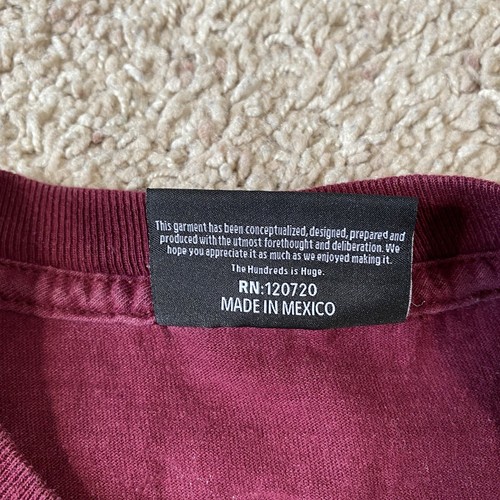 This garment has been conceptualized, designed, prepared and
produced with the utmost forethought and deliberation. We
hope you appreciate it as much as we enjoyed making it.
The Hundreds is Huge.
RN:120720
MADE IN MEXICO